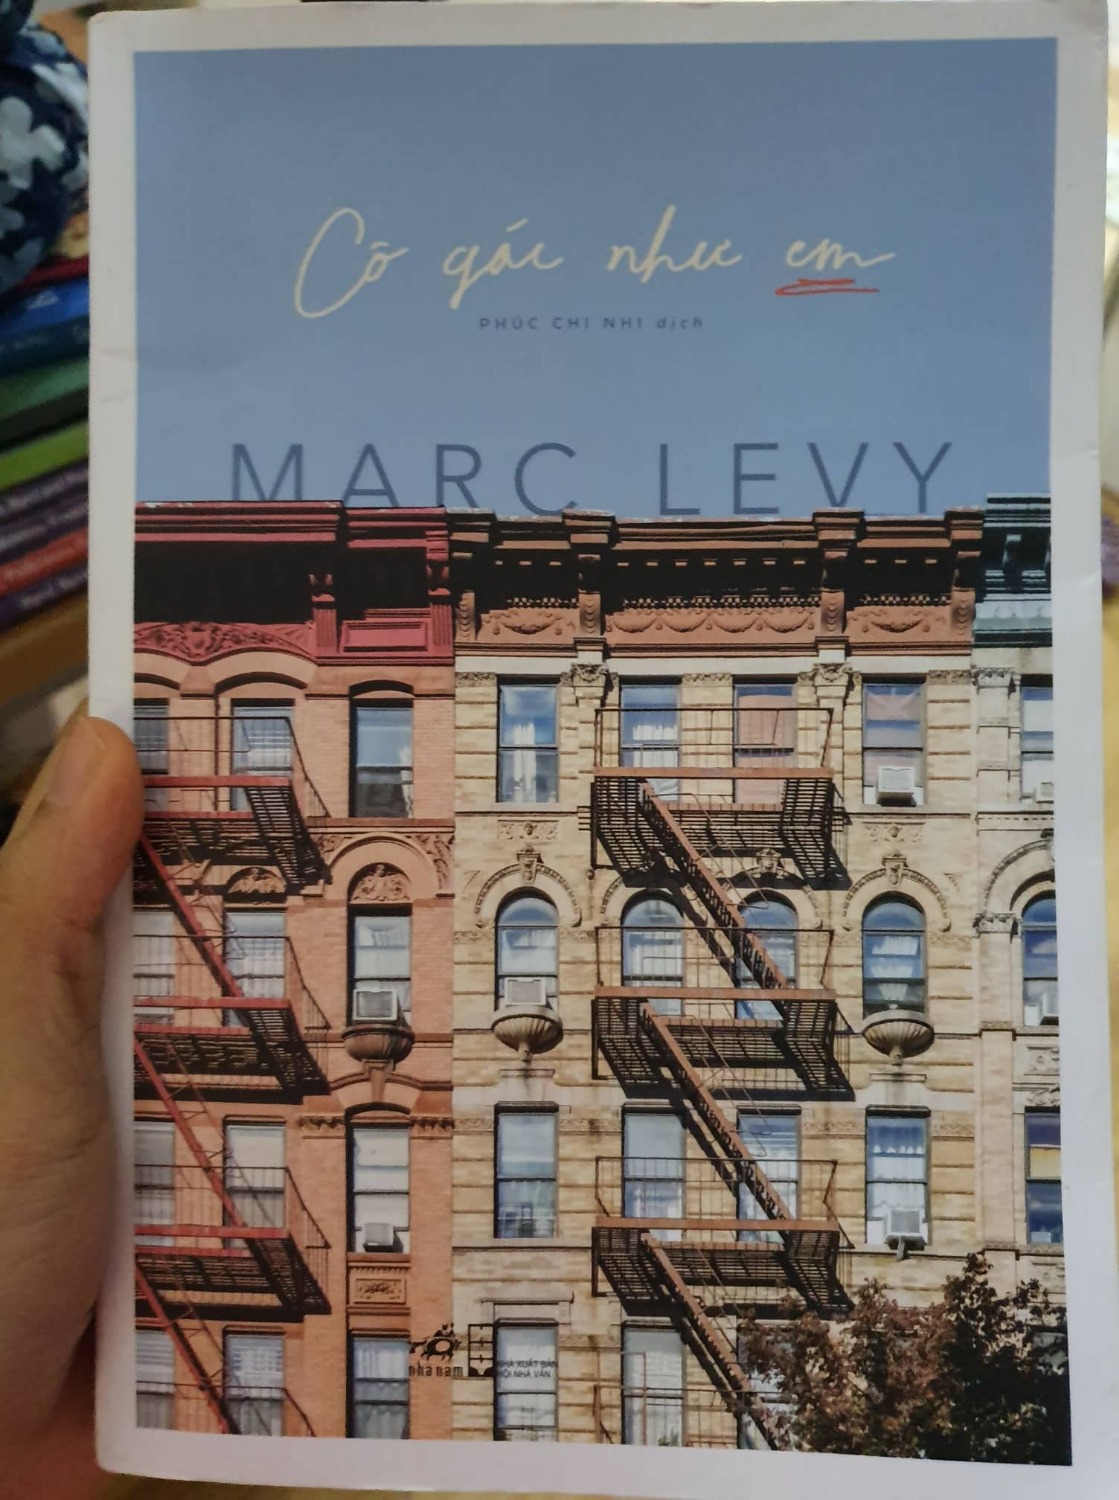 Cô gái như em
PHÚC CHI NHI dịch
MARC LEVY
nhã nam
NHÀ XUẤT BẢN
HỘI NHÀ VĂN